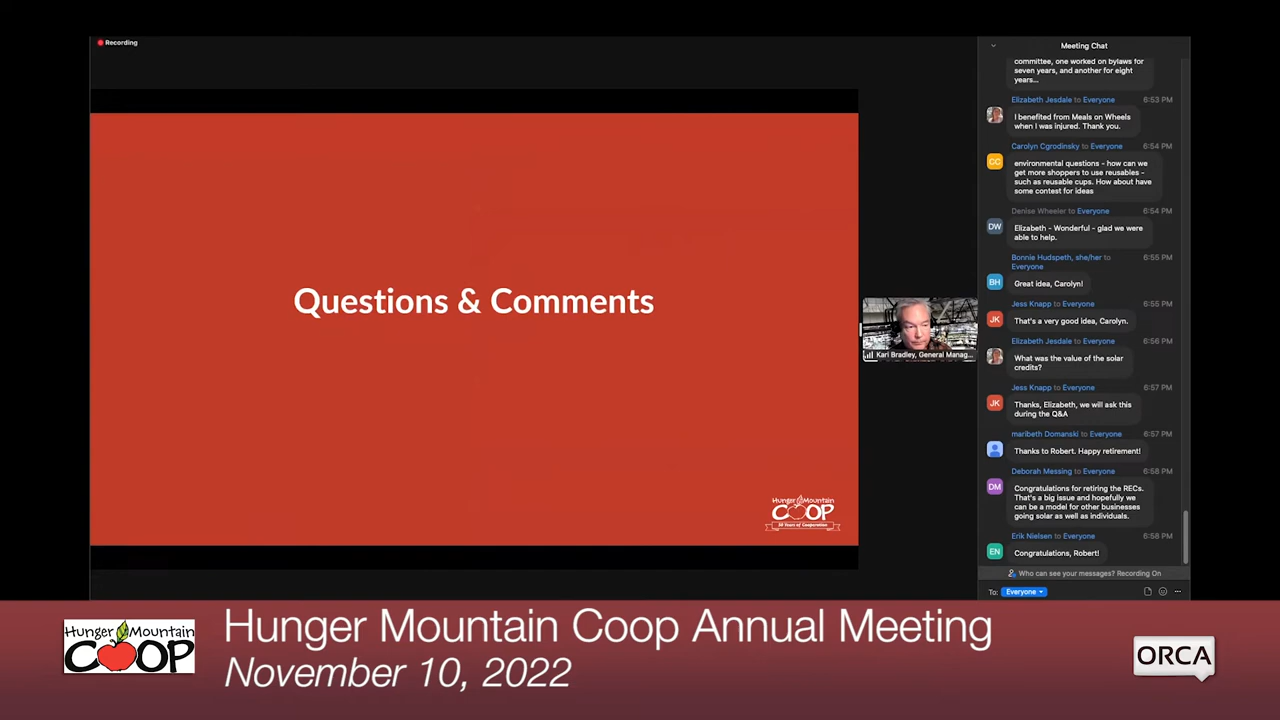 Recording
Meeting Chat
committee, one worked on bylaws for
seven years, and another for eight
years...
Elizabeth Jesdale to Everyone 6:53 PM
I benefited from Meals on Wheels
when I was injured. Thank you.
Carolyn Cgrodinsky to Everyone 6:54 PM
CC
environmental questions - how can we
get more shoppers to use reusables -
such as reusable cups. How about have
some contest for ideas
Denise Wheeler to Everyone 6:54 PM
DW
Elizabeth - Wonderful - glad we were
able to help.
Bonnie Hudspeth, she/her to 6:55 PM
Everyone
BH
Great idea, Carolyn!
Jess Knapp to Everyone 6:55 PM
JK
That's a very good idea, Carolyn.
Elizabeth Jesdale to Everyone 6:56 PM
What was the value of the solar
credits?
Jess Knapp to Everyone 6:57 PM
JK
Thanks, Elizabeth, we will ask this
during the Q&A
maribeth Domanski to Everyone 6:57 PM
Thanks to Robert. Happy retirement!
Deborah Messing to Everyone 6:58 PM
DM
Congratulations for retiring the RECs.
That's a big issue and hopefully we
can be a model for other businesses
going solar as well as individuals.
Erik Nielsen to Everyone 6:58 PM
EN
Congratulations, Robert!
Who can see your messages? Recording On
To: Everyone
Questions & Comments
Hunger Mountain
COOP
50 Years of Cooperation
Kari Bradley, General Manag...
Hunger Mountain
COOP
Hunger Mountain Coop Annual Meeting
November 10, 2022
ORCA